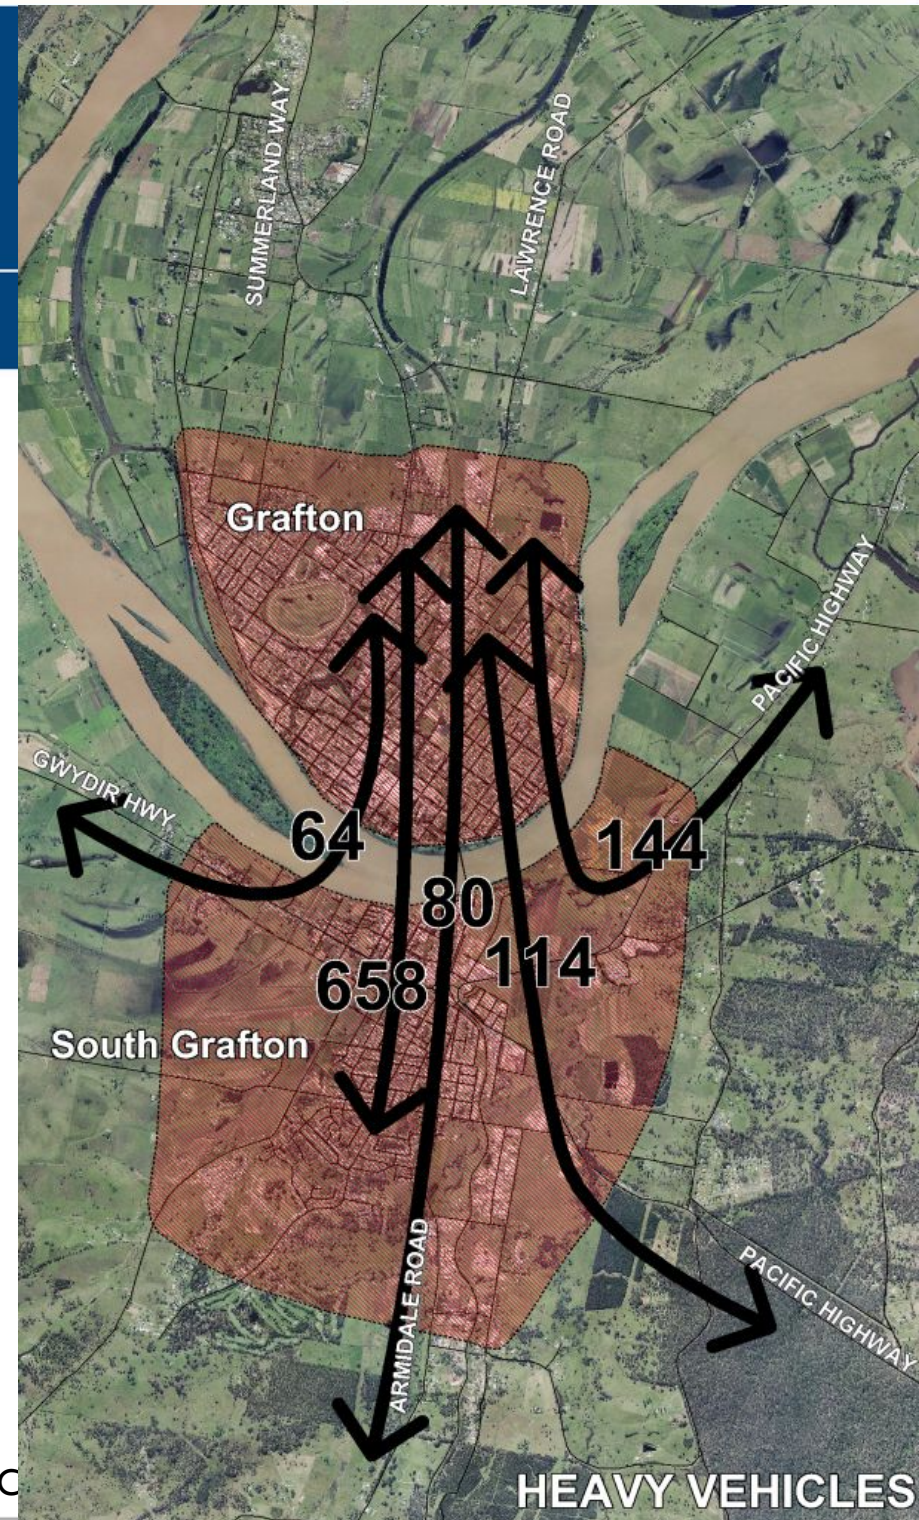 SUMMERLAND WAY
LAWRENCE ROAD
Grafton
PACIFIC HIGHWAY
GWYDIR HWY
64
144
80
658
114
South Grafton
ARMIDALE ROAD
PACIFIC HIGHWAY
HEAVY VEHICLES